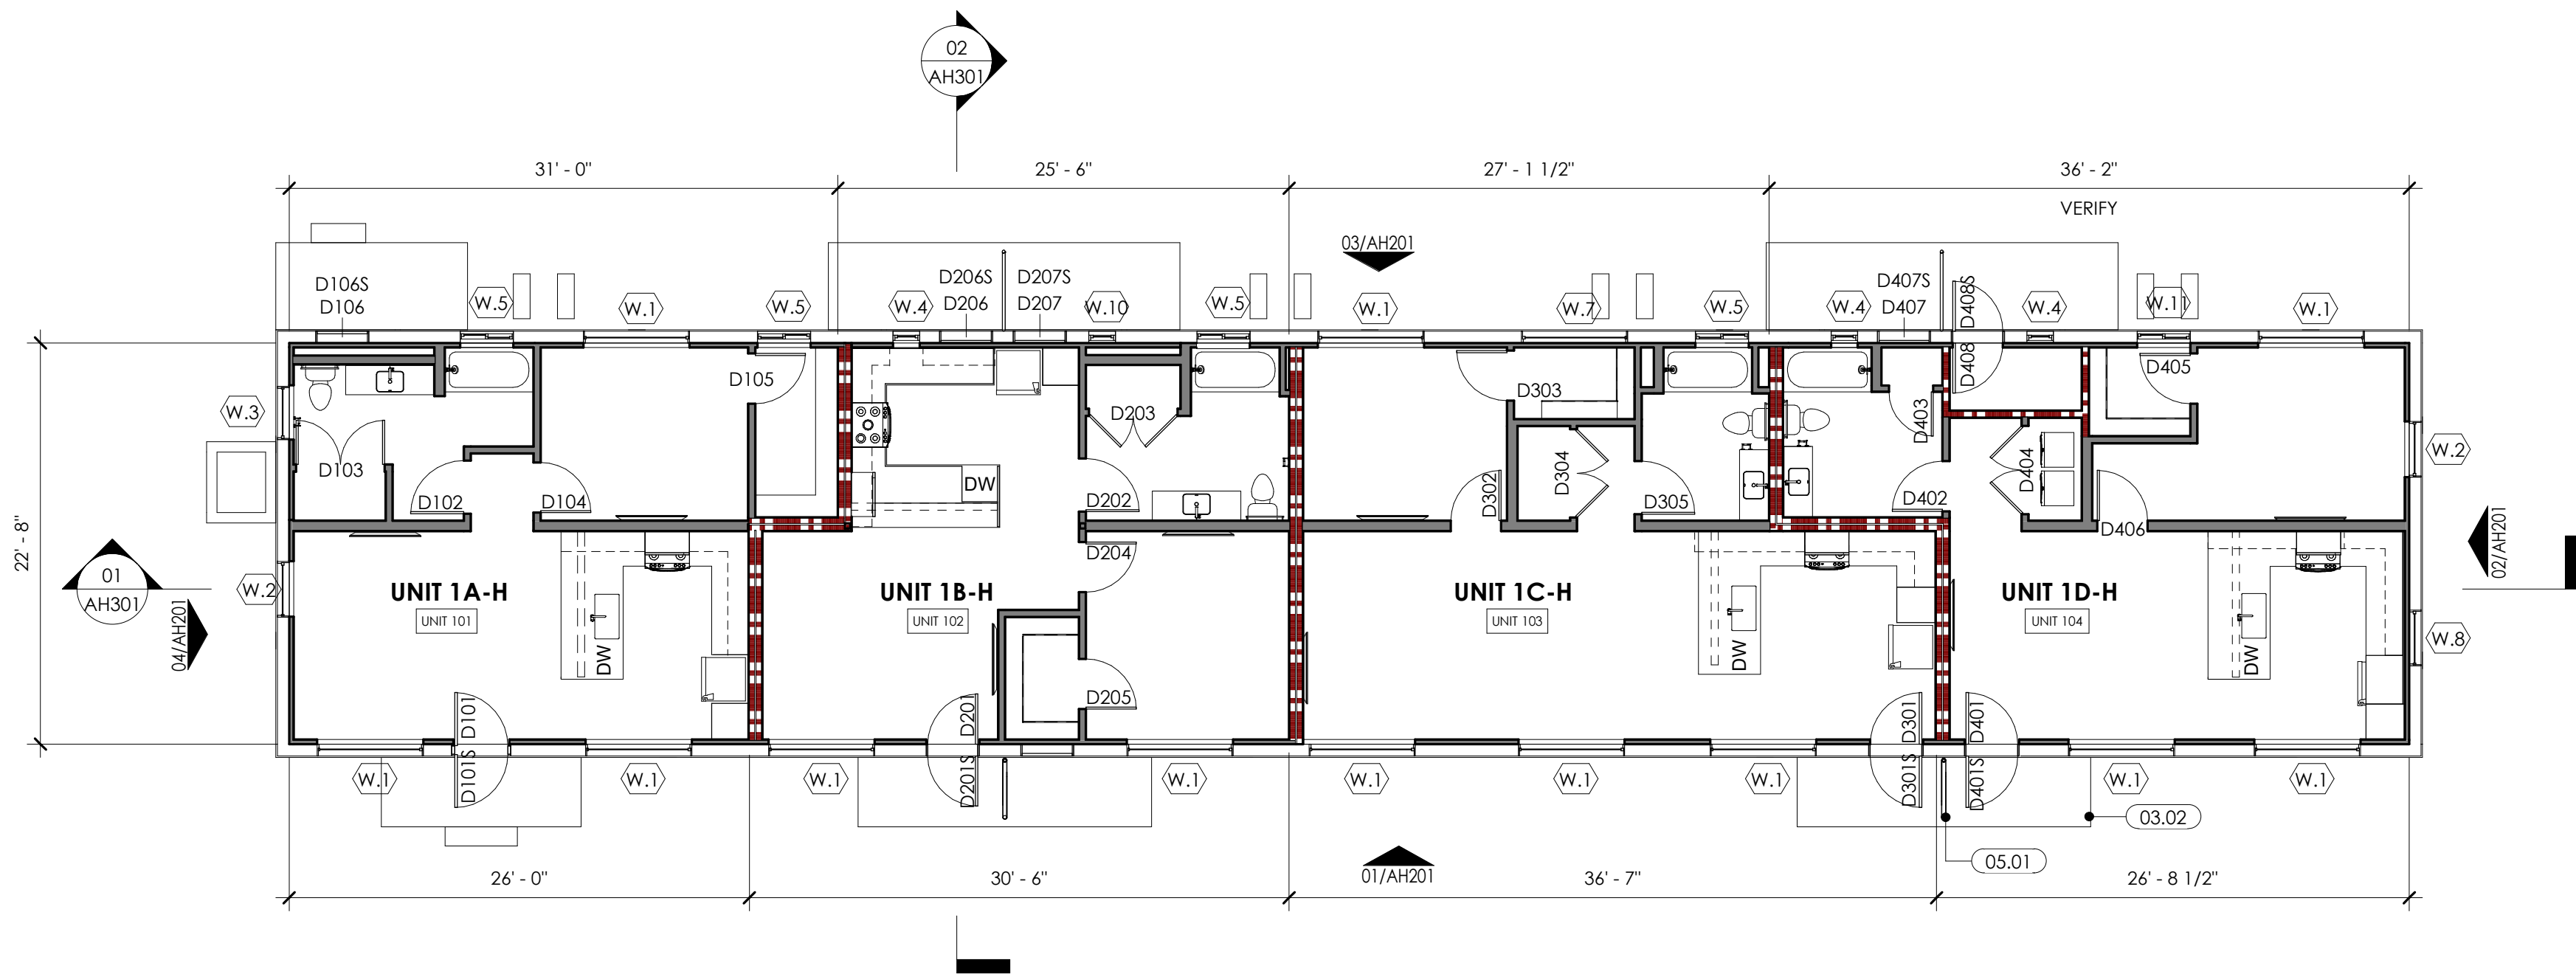 02
AH301
31' - 0"
25' - 6"
27' - 1 1/2"
36' - 2"
VERIFY
03/AH201
D106S
D106
W.5
W.1
W.5
W.4
D206S
D206
D207S
D207
W.10
W.5
W.1
W.7
W.5
W.4
D407S
D407
D408S
D408
W.4
W.11
W.1
W.3
D103
D102
D104
D105
DW
D203
D202
D303
D302
D304
D305
D403
D402
D404
D405
D406
W.2
22' - 8"
01
AH301
04/AH201
W.2
UNIT 1A-H
UNIT 101
DW
D204
UNIT 1B-H
UNIT 102
D205
UNIT 1C-H
UNIT 103
DW
UNIT 1D-H
UNIT 104
DW
02/AH201
W.8
D101
D101S
D201
D201S
D301
D301S
D401
D401S
W.1
W.1
W.1
W.1
W.1
W.1
W.1
W.1
W.1
03.02
05.01
01/AH201
26' - 0"
30' - 6"
36' - 7"
26' - 8 1/2"